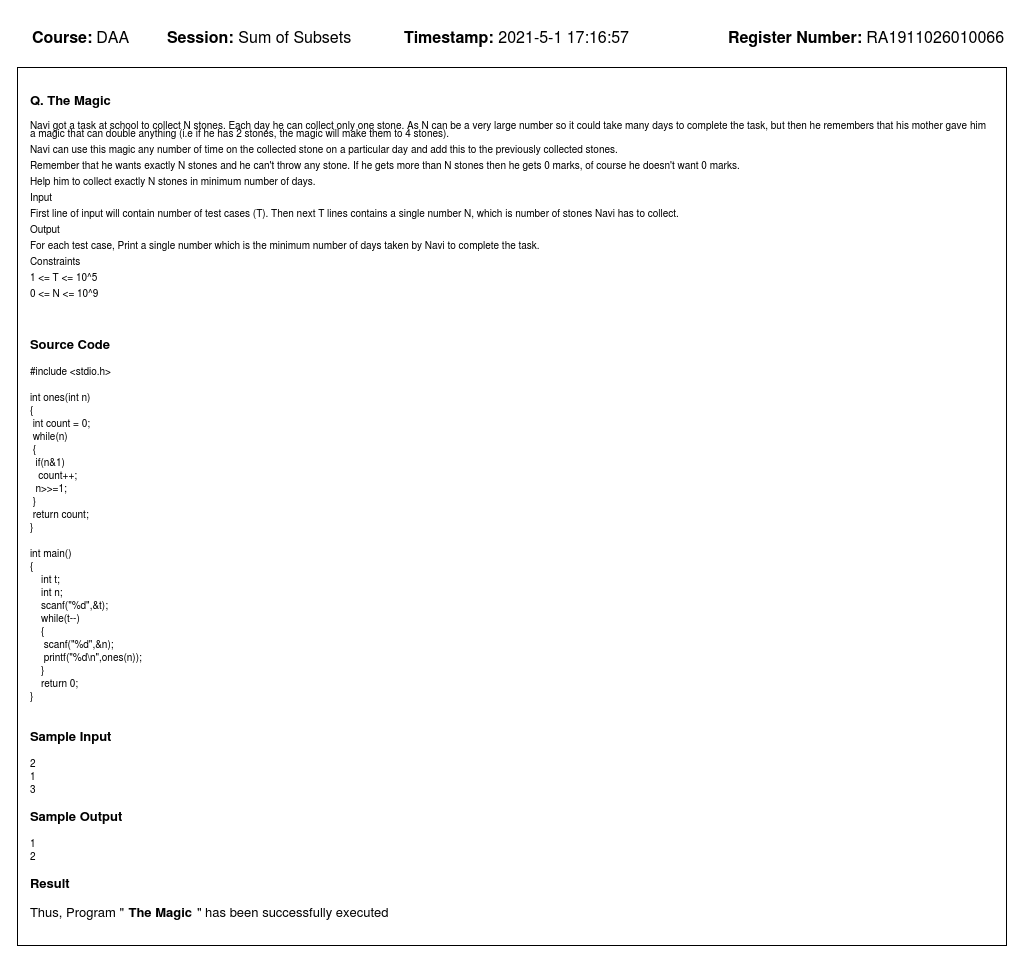 Course: DAA Session: Sum of Subsets Timestamp: 2021-5-1 17:16:57 Register Number: RA1911026010066
Q. The Magic
Navi got a task at school to collect N stones. Each day he can collect only one stone. As N can be a very large number so it could take many days to complete the task, but then he remembers that his mother gave him
a magic that can double anything (i.e if he has 2 stones, the magic will make them to 4 stones).
Navi can use this magic any number of time on the collected stone on a particular day and add this to the previously collected stones.
Remember that he wants exactly N stones and he can't throw any stone. If he gets more than N stones then he gets 0 marks, of course he doesn't want 0 marks.
Help him to collect exactly N stones in minimum number of days.
Input
First line of input will contain number of test cases (T). Then next T lines contains a single number N, which is number of stones Navi has to collect.
Output
For each test case, Print a single number which is the minimum number of days taken by Navi to complete the task.
Constraints
1 <= T <= 10^5
0 <= N <= 10^9
Source Code
#include <stdio.h>
int ones(int n)
{
int count = 0;
while(n)
{
if(n&1)
count++;
n>>=1;
}
return count;
}
int main()
{
int t;
int n;
scanf("%d",&t);
while(t--)
{
scanf("%d",&n);
printf("%d\n",ones(n));
}
return 0;
}
Sample Input
2
1
3
Sample Output
1
2
Result
Thus, Program " The Magic " has been successfully executed